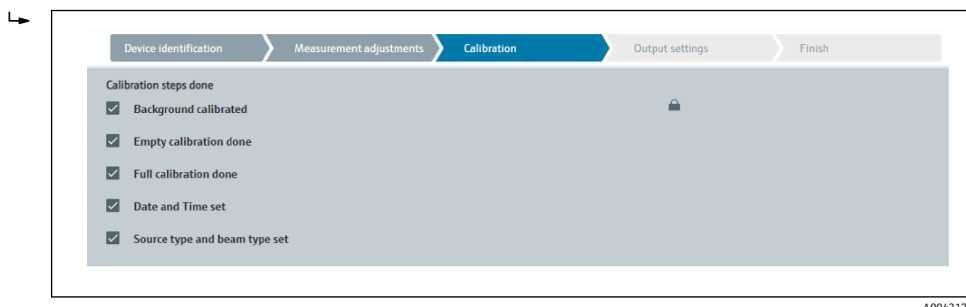 Device identification
Measurement adjustments
Calibration
Output settings
Finish
Calibration steps done
Background calibrated
Empty calibration done
Full calibration done
Date and Time set
Source type and beam type set